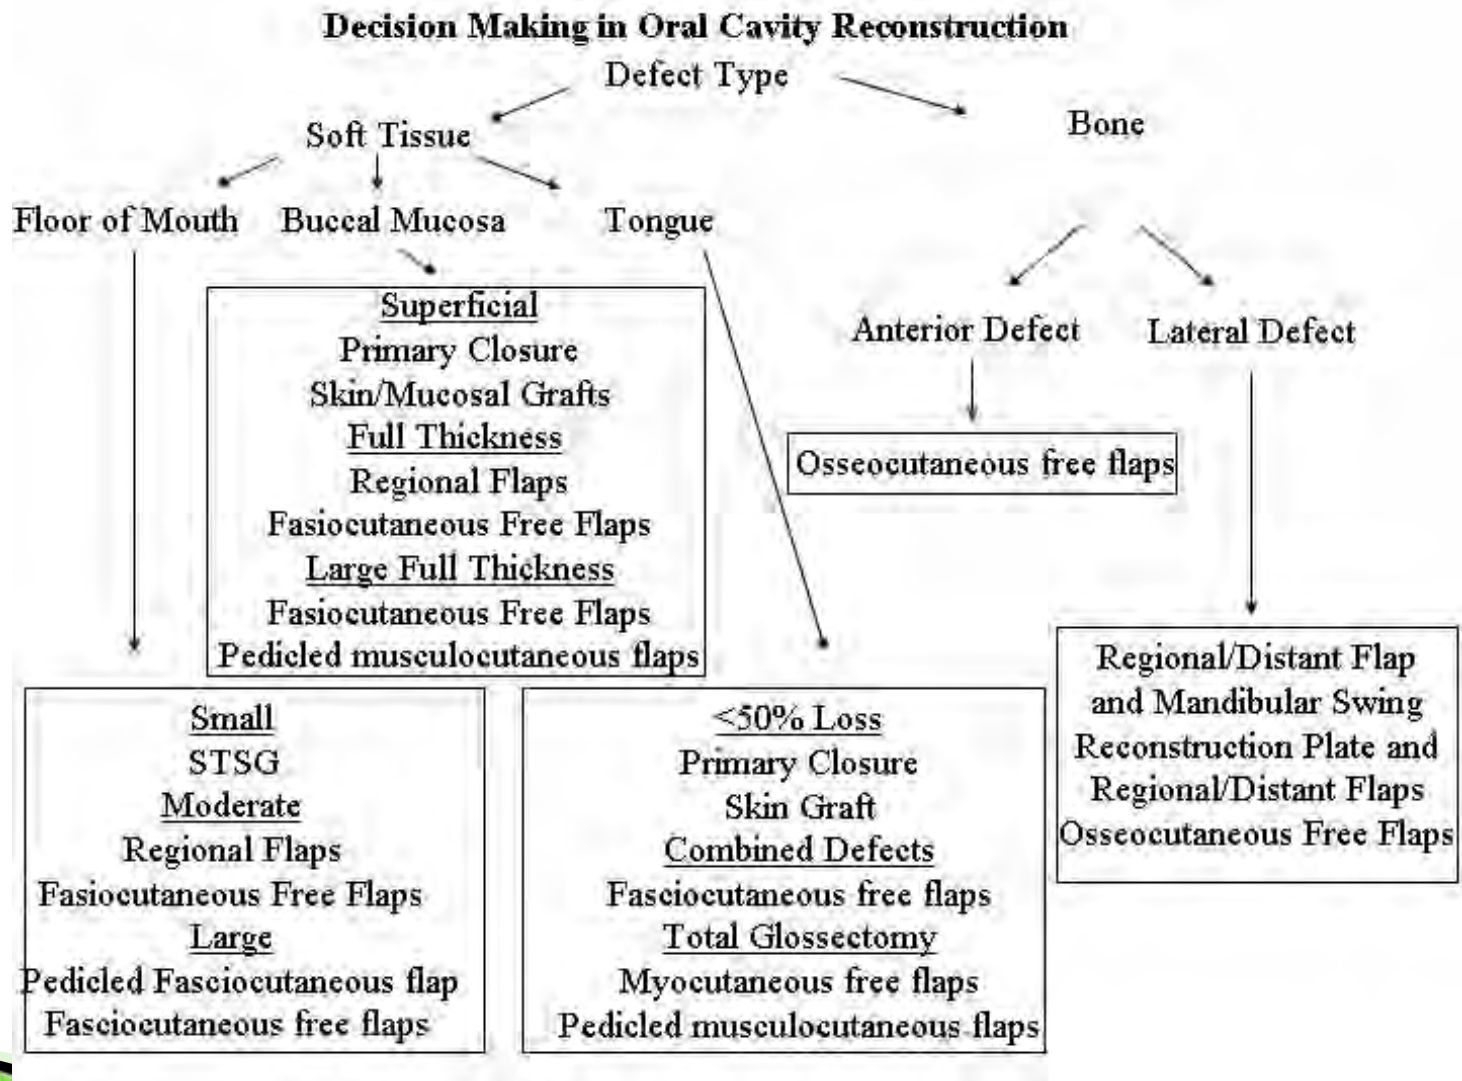 Decision Making in Oral Cavity Reconstruction
Defect Type
Soft Tissue
Bone
Floor of Mouth
Buccal Mucosa
Tongue
Superficial
Primary Closure
Skin/Mucosal Grafts
Full Thickness
Regional Flaps
Fasiocutaneous Free Flaps
Large Full Thickness
Fasiocutaneous Free Flaps
Pedicled musculocutaneous flaps
Anterior Defect
Lateral Defect
Osseocutaneous free flaps
Small
STSG
Moderate
Regional Flaps
Fasiocutaneous Free Flaps
Large
Pedicled Fasciocutaneous flap
Fasciocutaneous free flaps
<50% Loss
Primary Closure
Skin Graft
Combined Defects
Fasciocutaneous free flaps
Total Glossectomy
Myocutaneous free flaps
Pedicled musculocutaneous flaps
Regional/Distant Flap
and Mandibular Swing
Reconstruction Plate and
Regional/Distant Flaps
Osseocutaneous Free Flaps